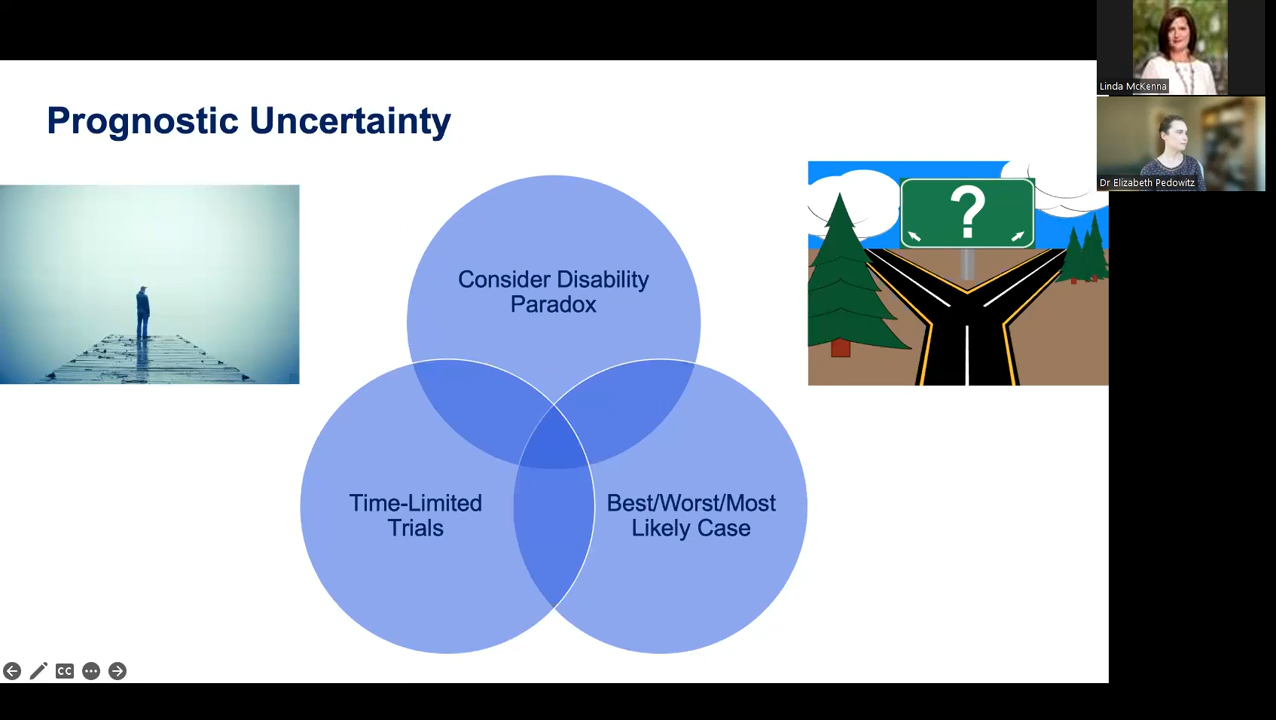 Prognostic Uncertainty
Consider Disability
Paradox
Time-Limited
Trials
Best/Worst/Most
Likely Case
?
CC
Linda McKenna
Dr Elizabeth Pedowitz